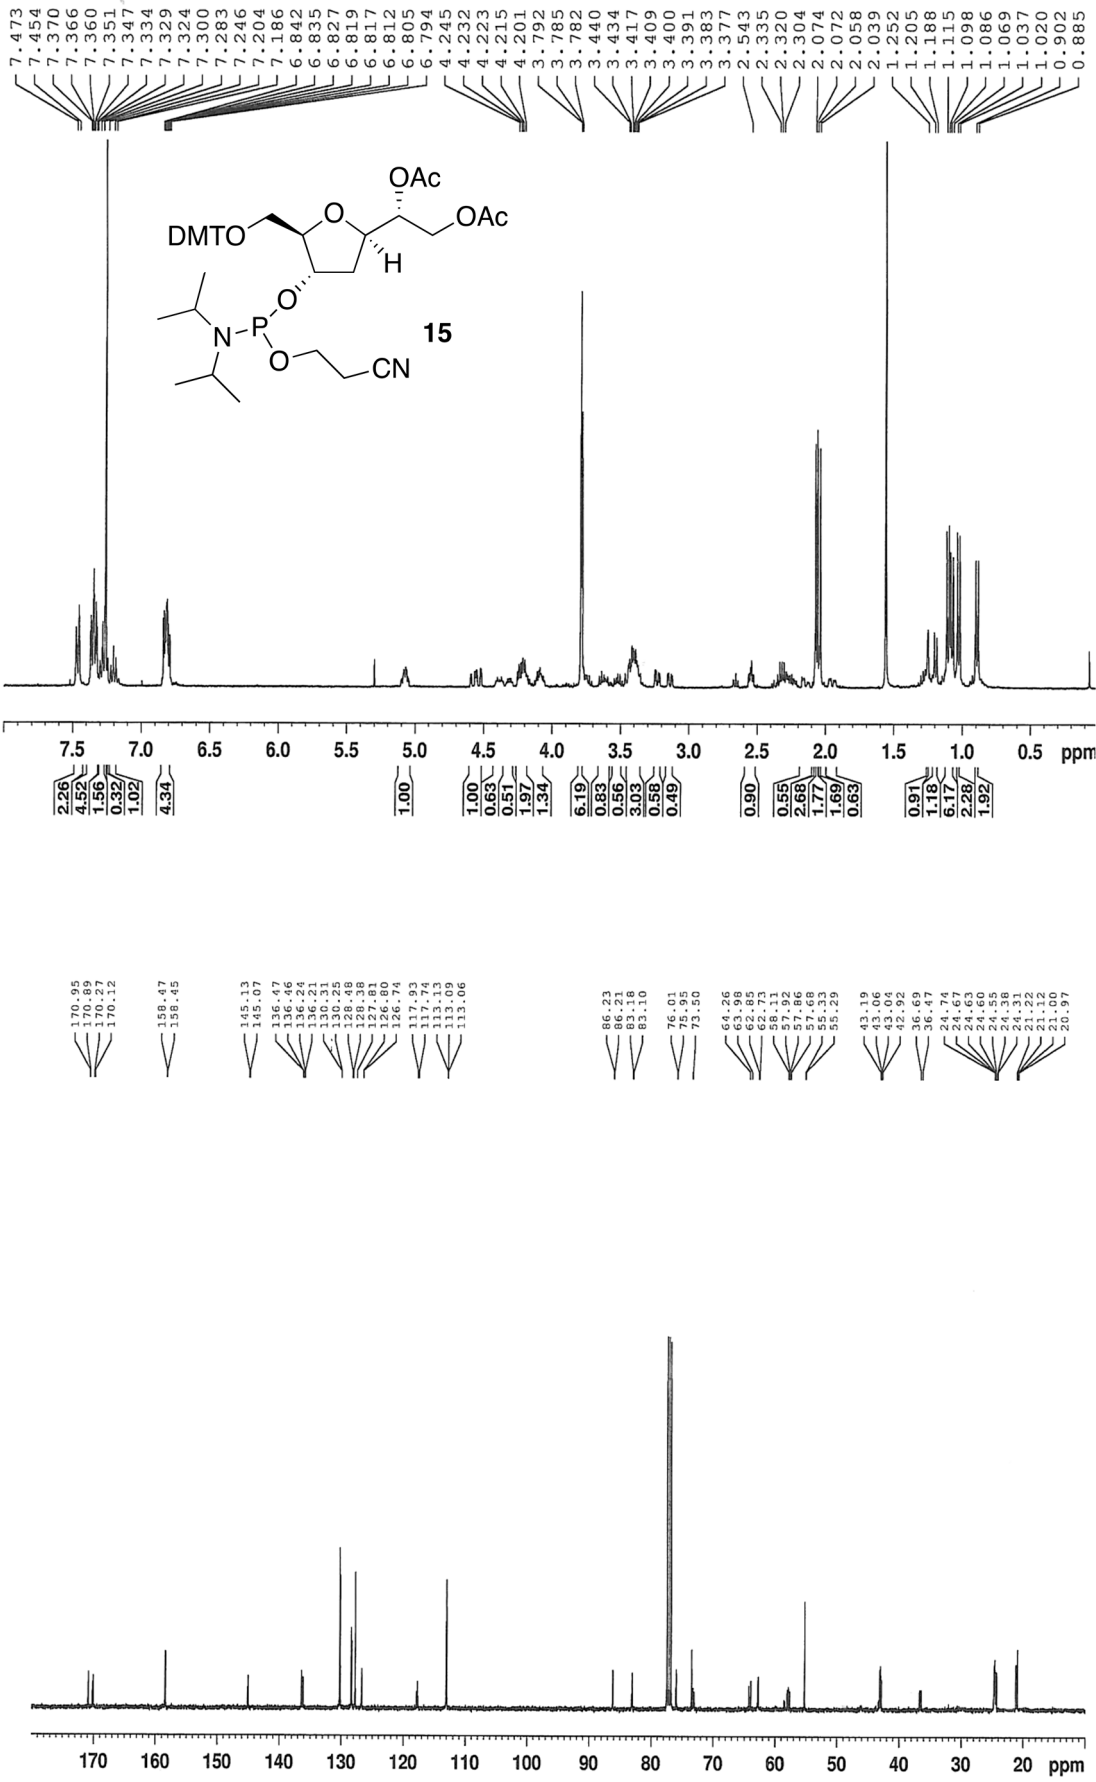 7.473 7.454 7.370 7.366 7.360 7.351 7.347 7.334 7.329 7.324 7.300 7.283 7.246 7.204 7.186 6.842 6.835 6.827 6.819 6.817 6.812 6.805 6.794 4.245 4.232 4.223 4.215 4.201 3.792 3.785 3.782 3.440 3.434 3.417 3.409 3.400 3.391 3.383 3.377 2.543 2.335 2.320 2.304 2.074 2.072 2.058 2.039 1.252 1.205 1.188 1.115 1.098 1.086 1.069 1.037 1.020 0.902 0.885
OAc
O
OAc
DMTO
H
O
P
N
15
O
CN
7.5 7.0 6.5 6.0 5.5 5.0 4.5 4.0 3.5 3.0 2.5 2.0 1.5 1.0 0.5 ppm
2.26 4.52 1.56 0.32 1.02 4.34 1.00 1.00 0.63 0.51 1.97 1.34 6.19 0.83 0.56 3.03 0.58 0.49 0.90 0.55 2.68 1.77 1.69 0.63 0.91 1.18 6.17 2.28 1.92
170.95 170.89 170.27 170.12 158.47 158.45 145.13 145.07 136.47 136.46 136.24 136.21 130.31 130.25 128.48 128.38 127.81 126.80 126.74 117.93 117.74 113.13 113.09 113.06 86.23 86.21 83.18 83.10 76.01 75.95 73.50 64.26 63.98 62.85 62.73 58.11 57.92 57.86 57.68 55.33 55.29 43.19 43.06 43.04 42.92 36.69 36.47 24.74 24.67 24.63 24.60 24.55 24.38 24.31 21.22 21.12 21.00 20.97
170 160 150 140 130 120 110 100 90 80 70 60 50 40 30 20 ppm